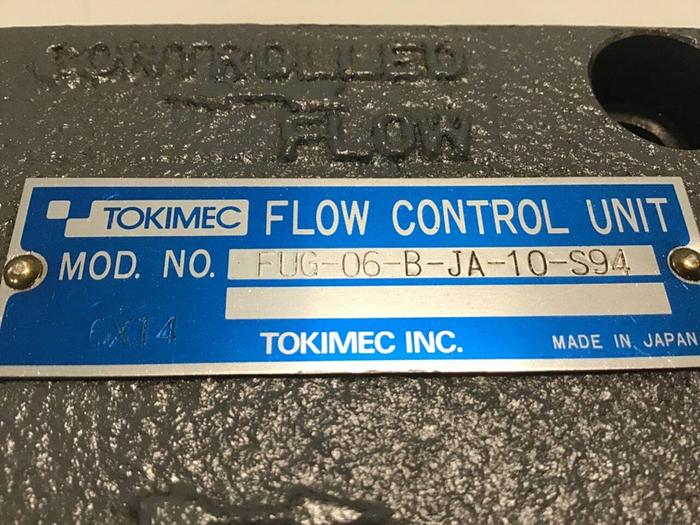 CONTROLLED
FLOW
TOKIMEC FLOW CONTROL UNIT
MOD. NO. FUG-06-B-JA-10-S94
CX14
TOKIMEC INC. MADE IN JAPAN